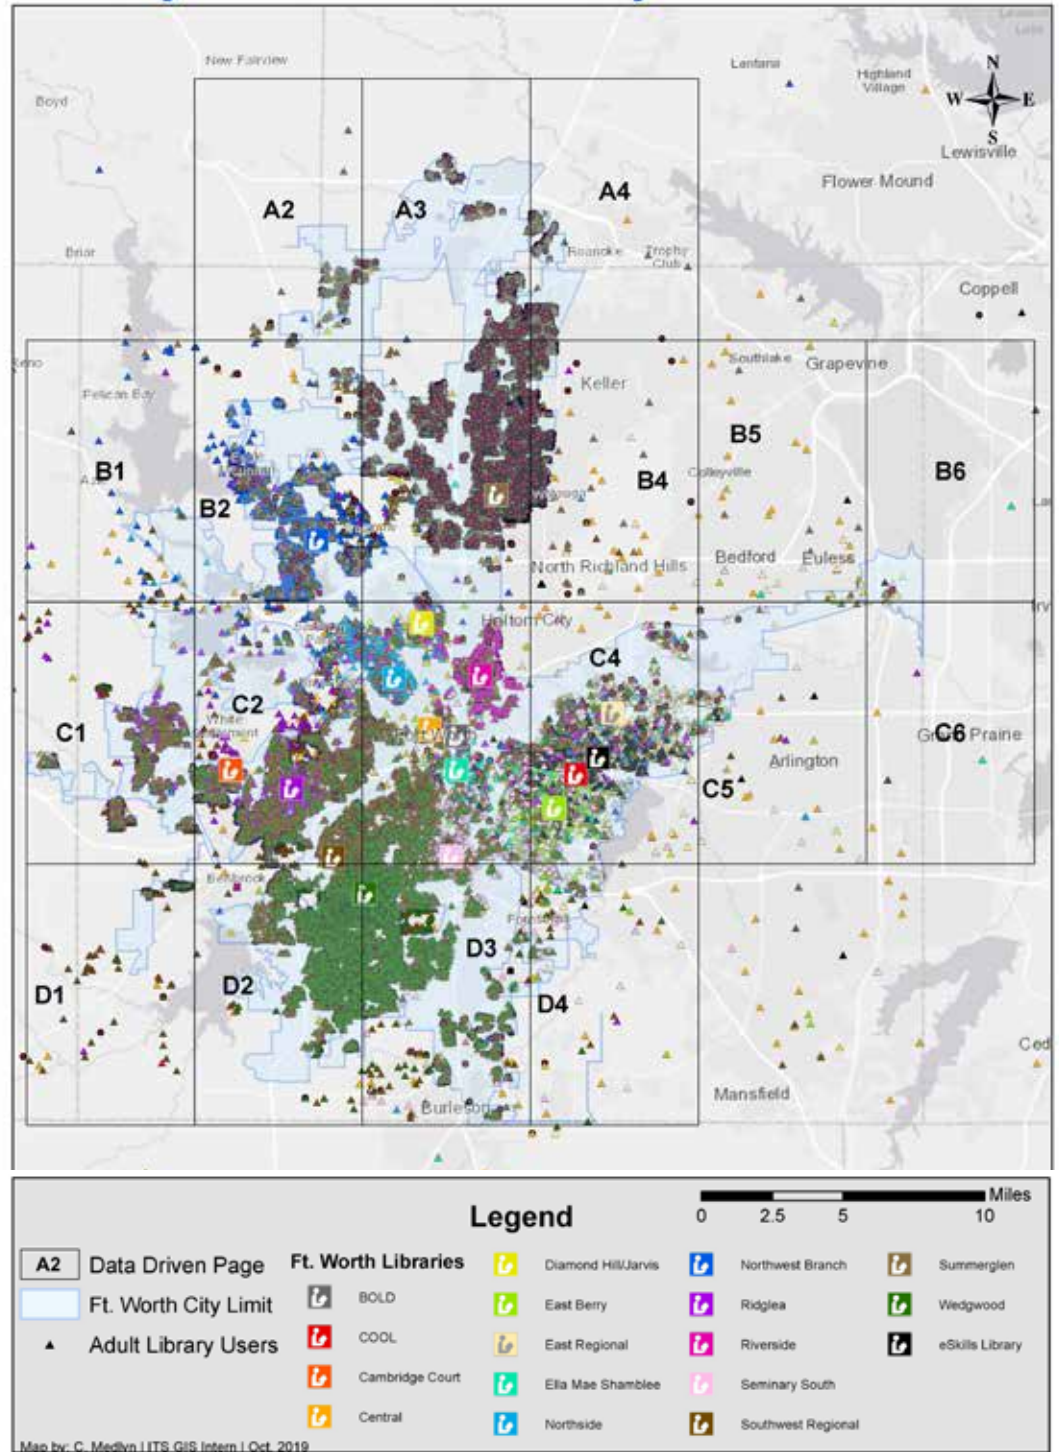 New Fairview
Lantana
Highland
Village
N
W
E
S
Boyd
Lewisville
Flower Mound
A2
A3
A4
Briar
Roanoke
Trophy
Club
Coppell
Southlake
Grapevine
Keller
Pelican Bay
B5
B1
B4
Colleyville
B6
B2
Bedford
Euless
North Richland Hills
Haltom City
C4
C2
White
C1
Grand Prairie
C6
Arlington
C5
Benbrook
Forest Hill
D3
D1
D2
D4
Mansfield
Burleson
Legend
Miles
0
2.5
5
10
A2
Data Driven Page
Ft. Worth City Limit
Adult Library Users
Ft. Worth Libraries
BOLD
COOL
Cambridge Court
Central
Diamond Hill/Jarvis
East Berry
East Regional
Ella Mae Shamblee
Northside
Northwest Branch
Ridglea
Riverside
Seminary South
Southwest Regional
Summerglen
Wedgwood
eSkills Library
Map by: C. Medlyn | ITS GIS Intern | Oct. 2019